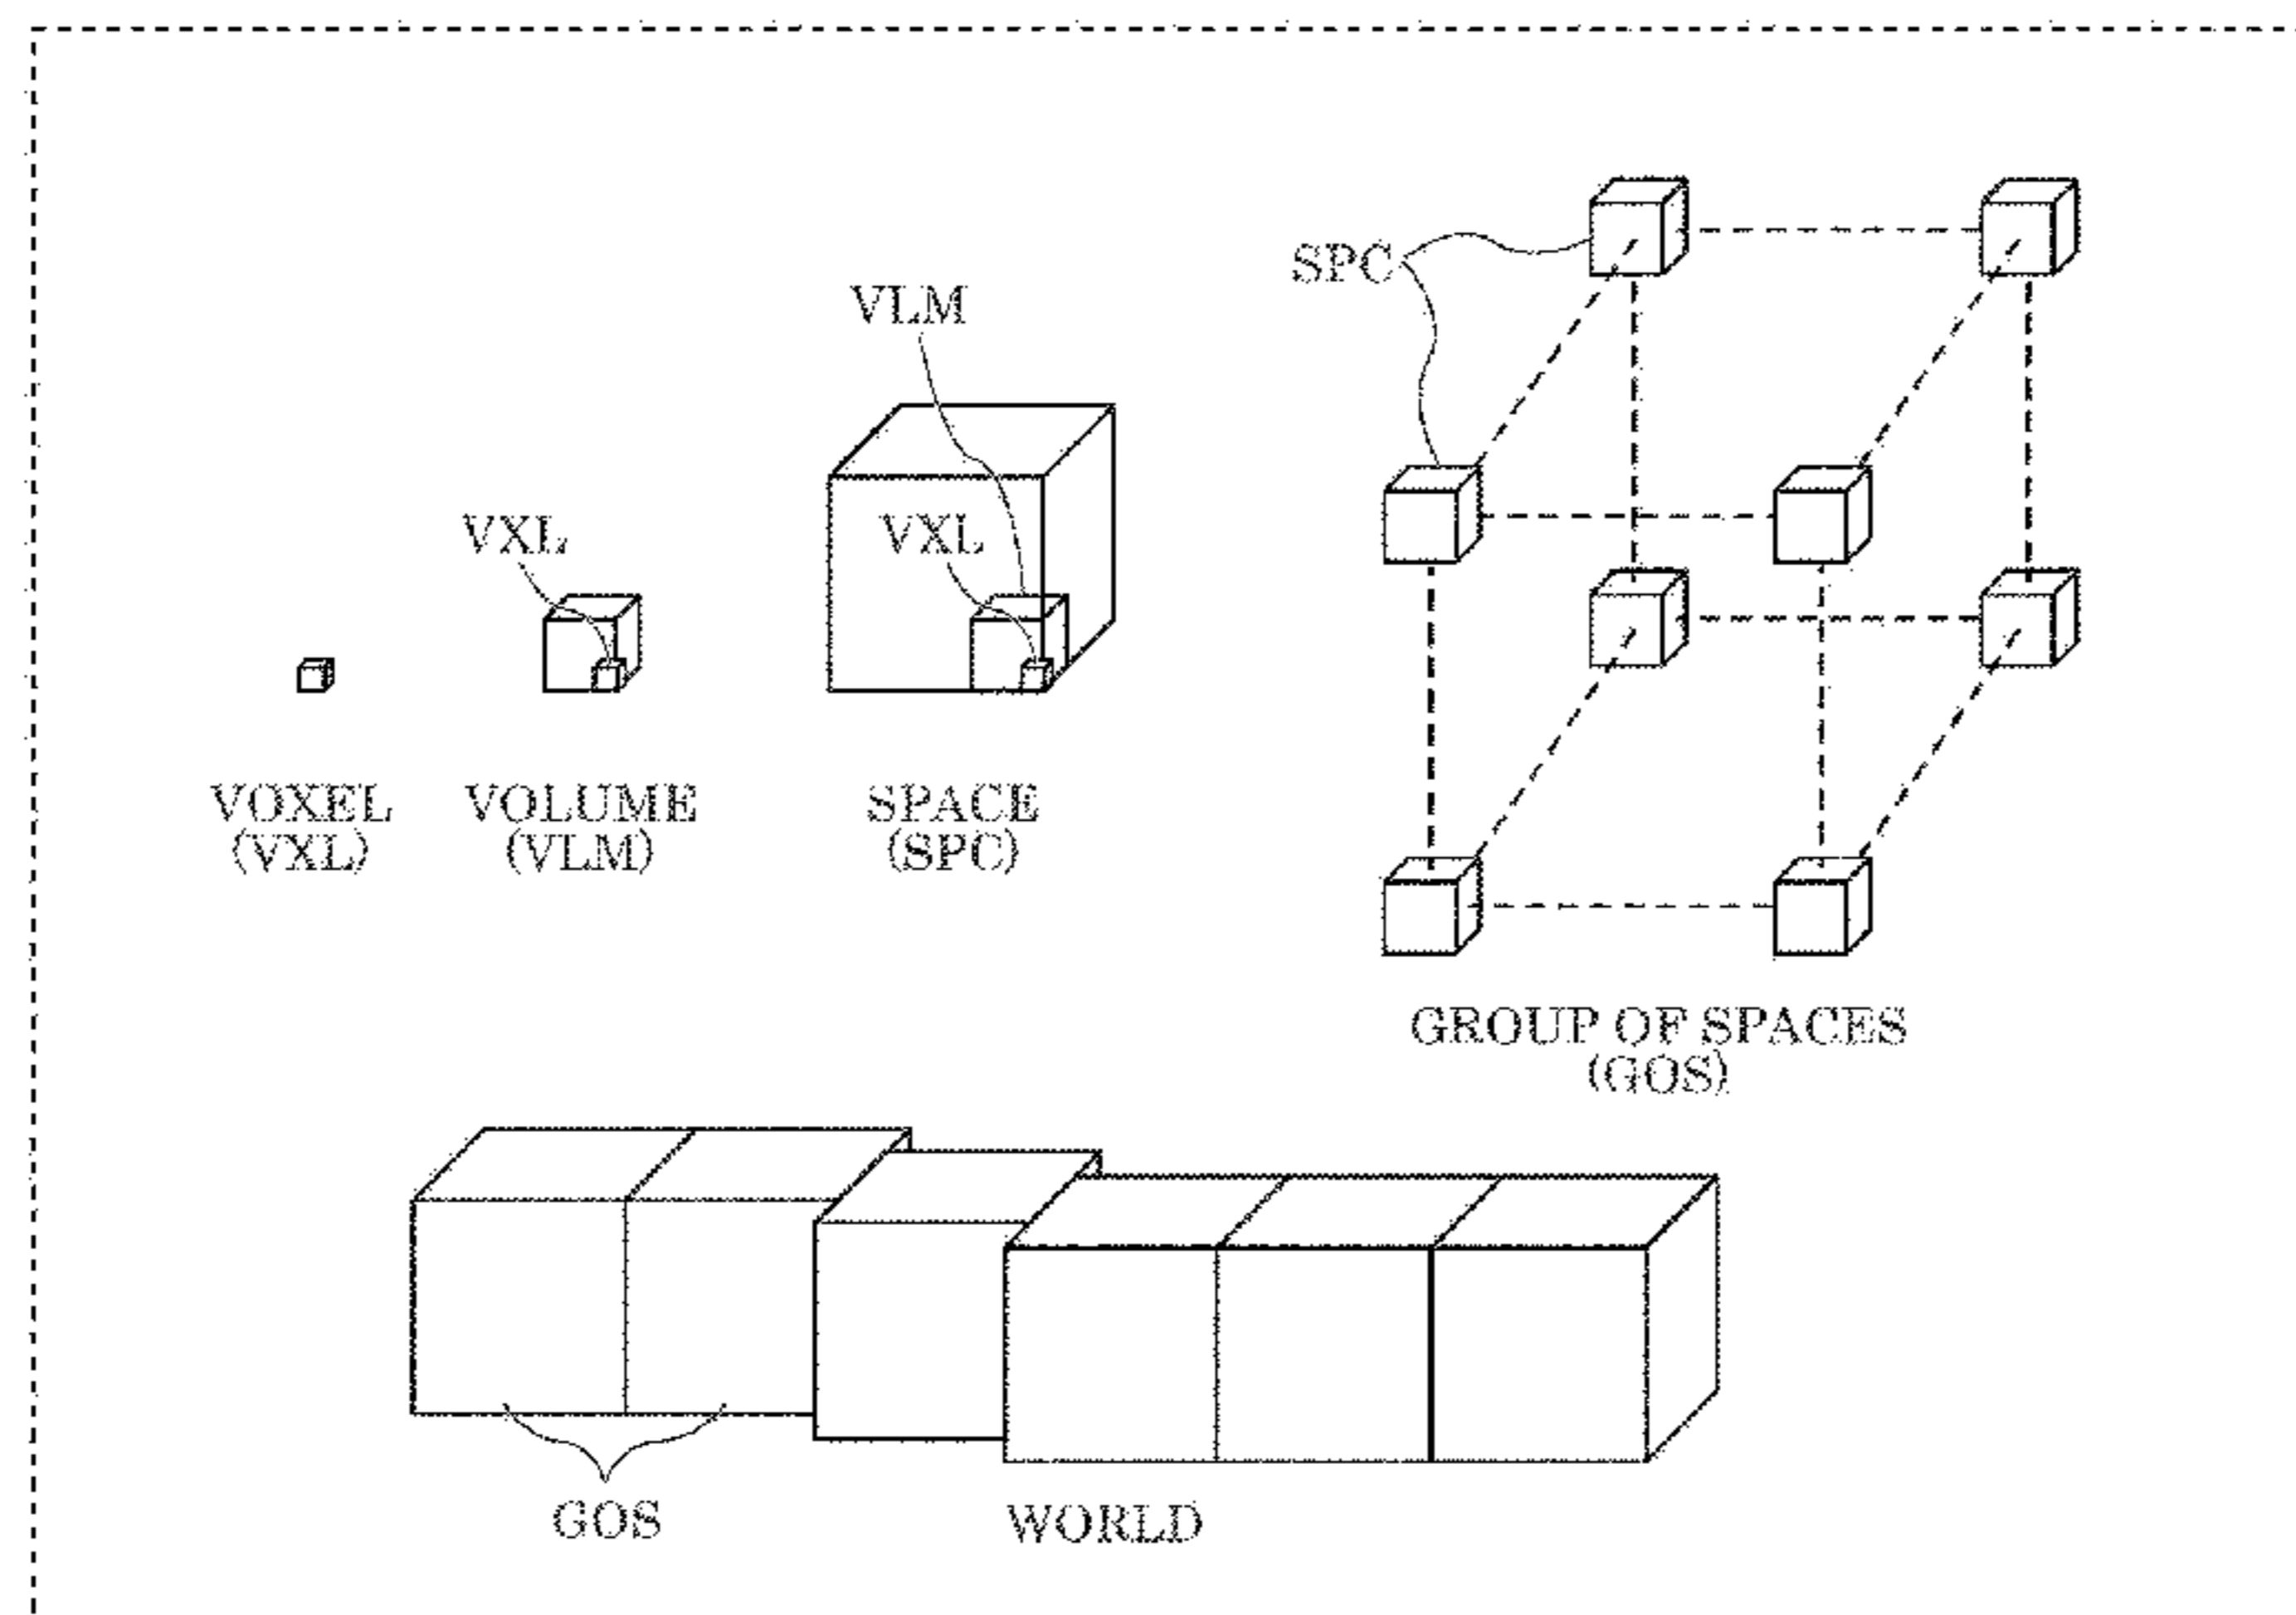 SPC
VLM
VXL
VXL
VOXEL
(VXL)
VOLUME
(VLM)
SPACE
(SPC)
GROUP OF SPACES
(GOS)
GOS
WORLD